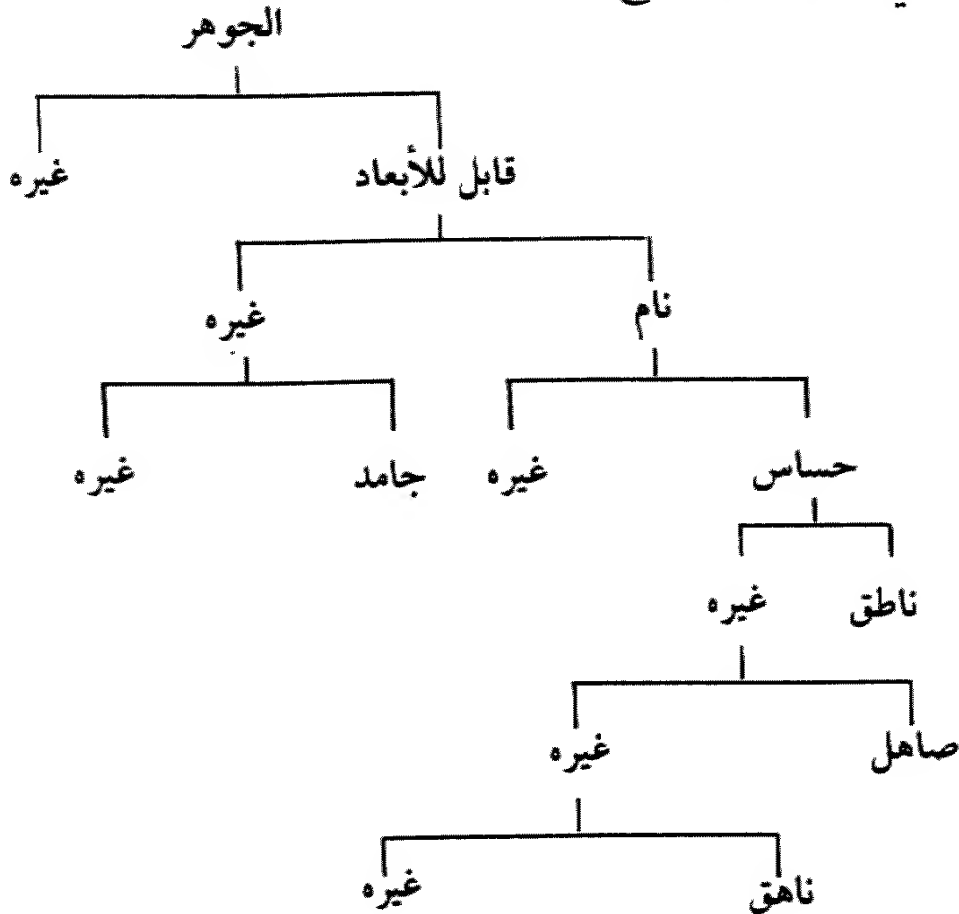 الجوهر
قابل للأبعاد غيره
نام غيره
حساس غيره جامد غيره
ناطق غيره
صاهل غيره
ناهق غيره